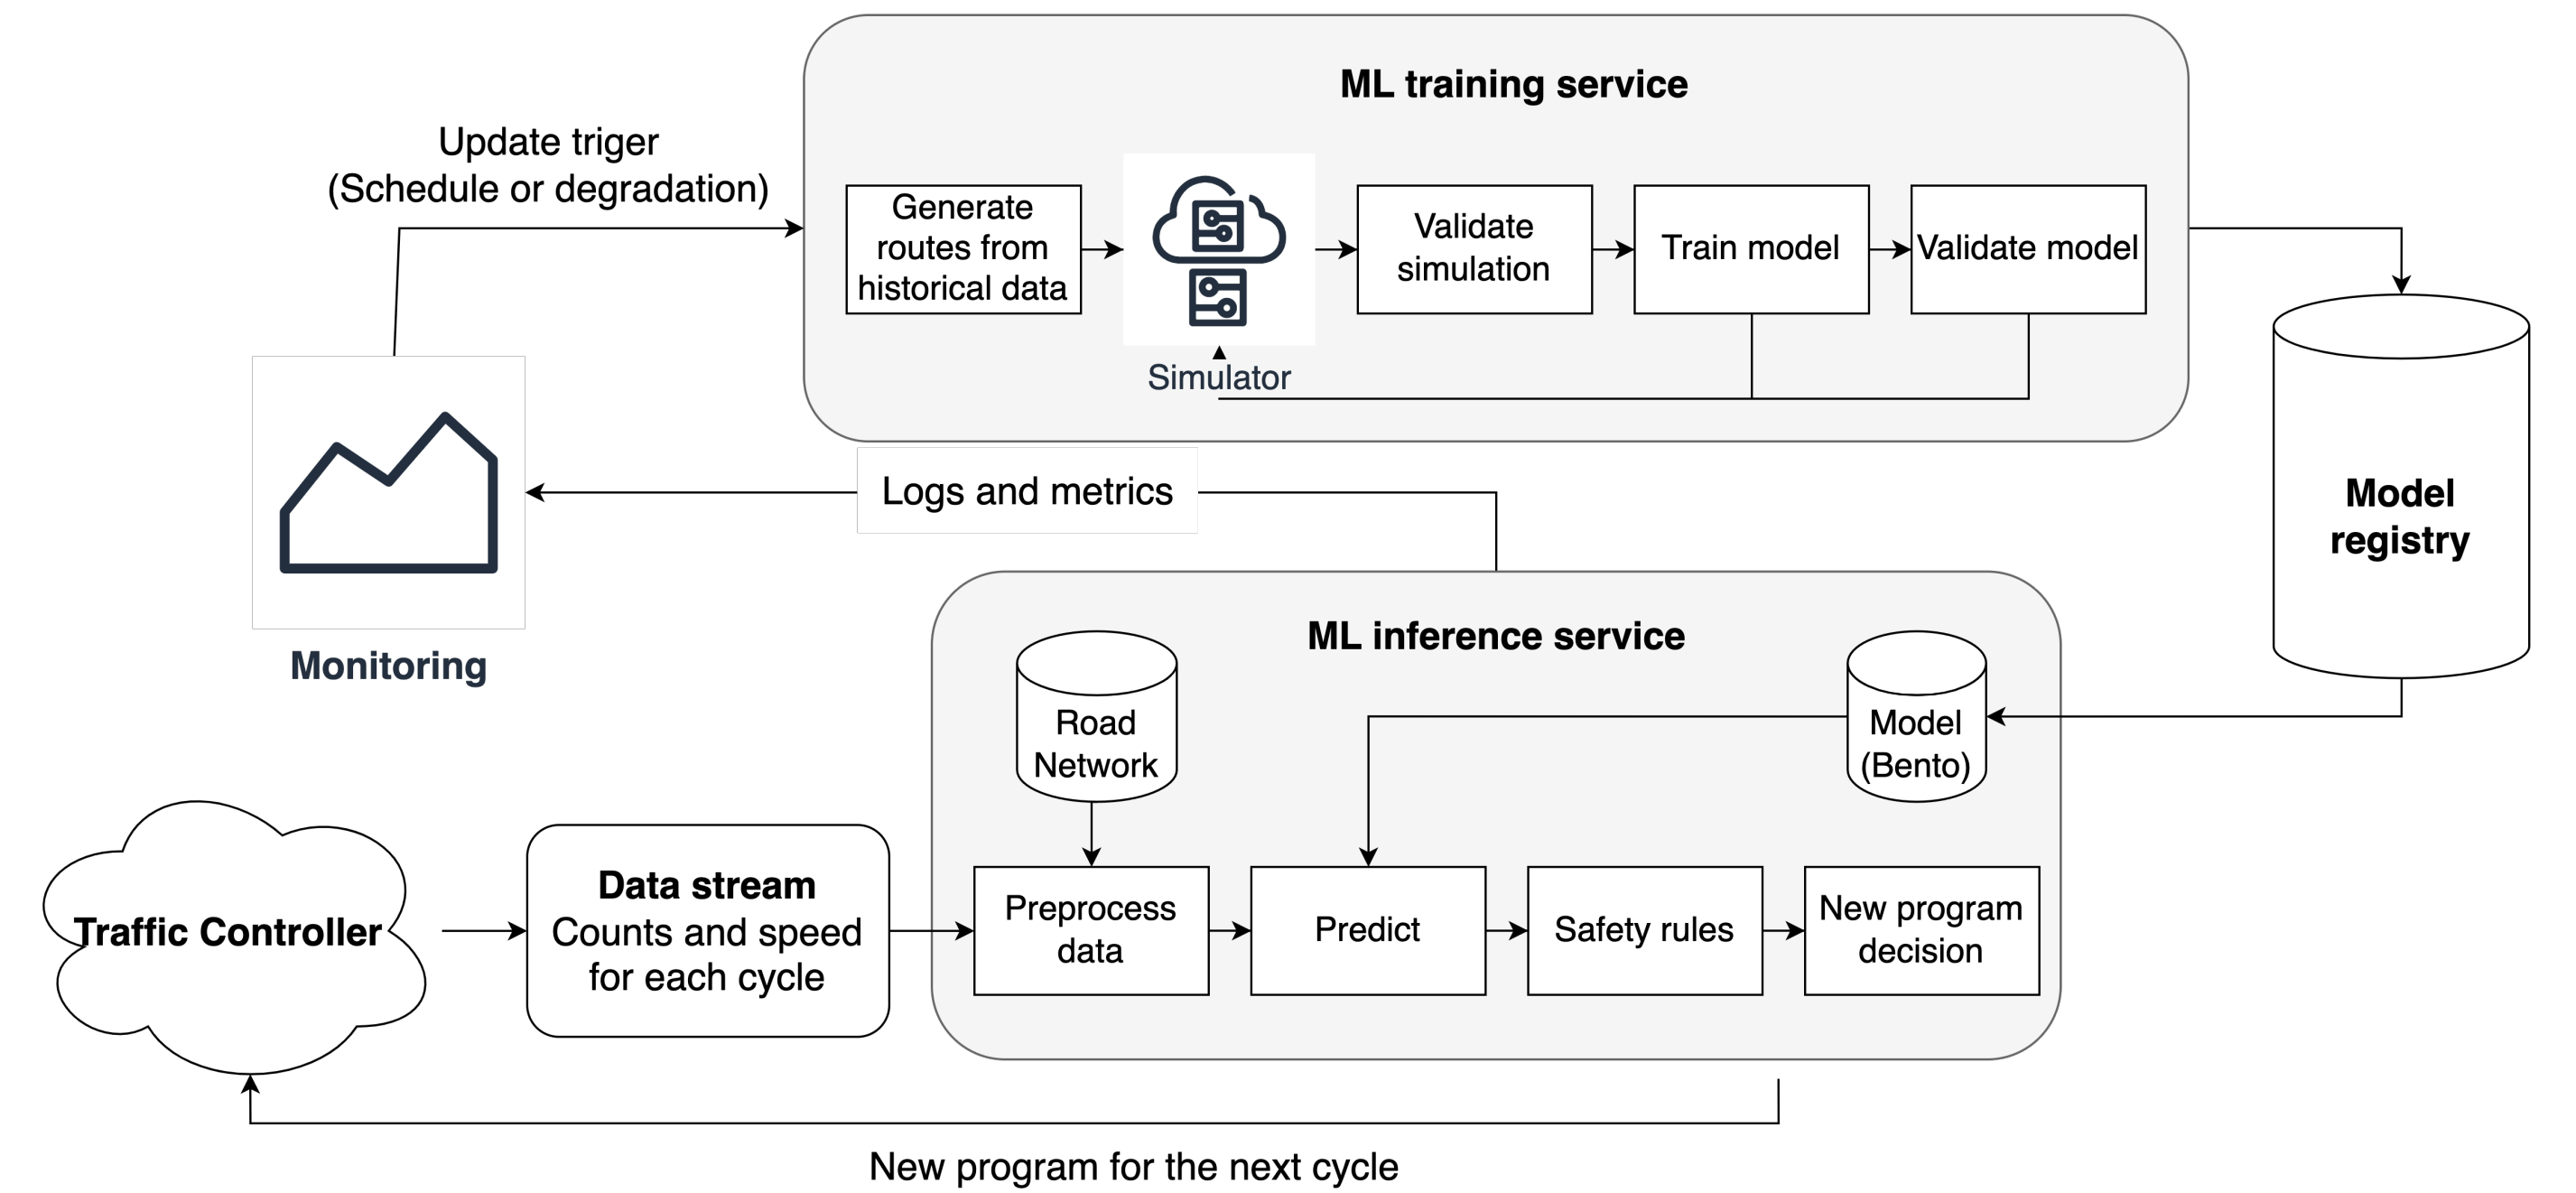 ML training service
Update triger
(Schedule or degradation)
Generate
routes from
historical data
Simulator
Validate
simulation
Train model
Validate model
Model
registry
Logs and metrics
Monitoring
ML inference service
Road
Network
Model
(Bento)
Traffic Controller
Data stream
Counts and speed
for each cycle
Preprocess
data
Predict
Safety rules
New program
decision
New program for the next cycle